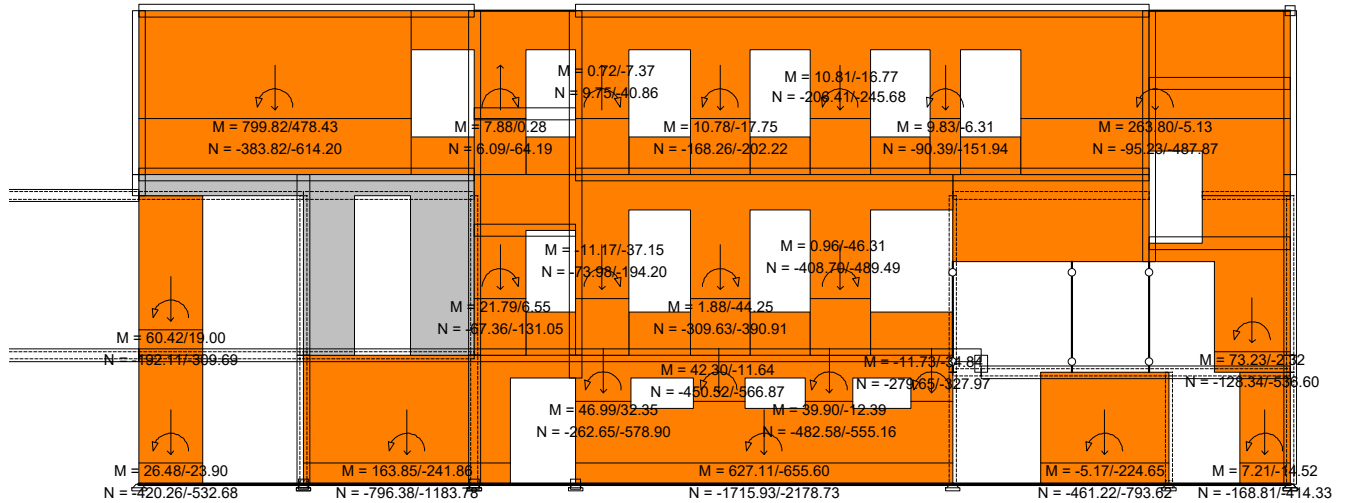 M = 0.72/-7.37
N = 9.75/-40.86
M = 10.81/-16.77
N = -206.41/-245.68
M = 799.82/478.43
N = -383.82/-614.20
M = 7.88/0.28
N = 6.09/-64.19
M = 10.78/-17.75
N = -168.26/-202.22
M = 9.83/-6.31
N = -90.39/-151.94
M = 263.80/-5.13
N = -95.23/-487.87
M = -11.17/-37.15
N = -73.98/-194.20
M = 0.96/-46.31
N = -408.70/-489.49
M = 21.79/6.55
N = -67.36/-131.05
M = 1.88/-44.25
N = -309.63/-390.91
M = 60.42/19.00
N = -192.11/-309.69
M = -11.73/-34.84
N = -279.65/-327.97
M = 73.23/-2.32
N = -128.34/-536.60
M = 42.30/-11.64
N = -450.52/-566.87
M = 46.99/32.35
N = -262.65/-578.90
M = 39.90/-12.39
N = -482.58/-555.16
M = 26.48/-23.90
N = -420.26/-532.68
M = 163.85/-241.86
N = -796.38/-1183.78
M = 627.11/-655.60
N = -1715.93/-2178.73
M = -5.17/-224.65
N = -461.22/-793.62
M = 7.21/-14.52
N = -168.81/-414.33